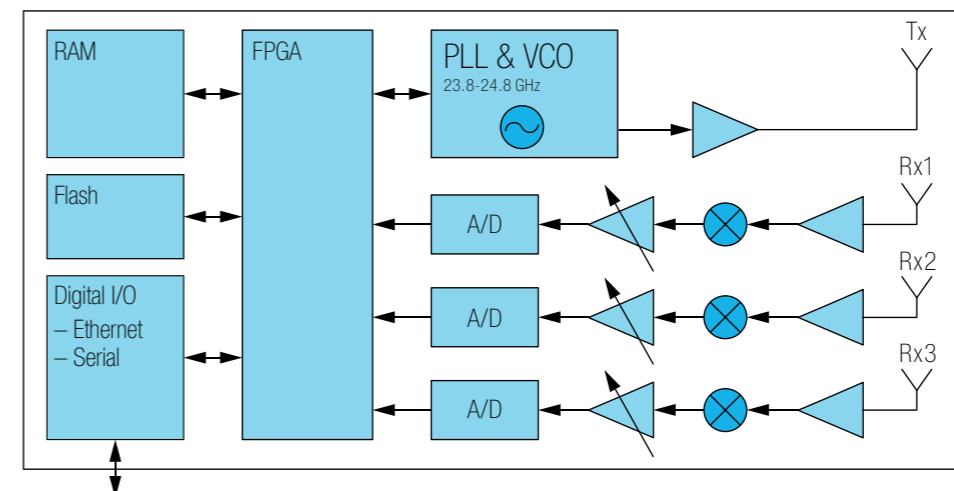 RAM
FPGA
PLL & VCO
23.8-24.8 GHz
Tx
Flash
A/D
Rx1
Digital I/O
– Ethernet
– Serial
A/D
Rx2
A/D
Rx3